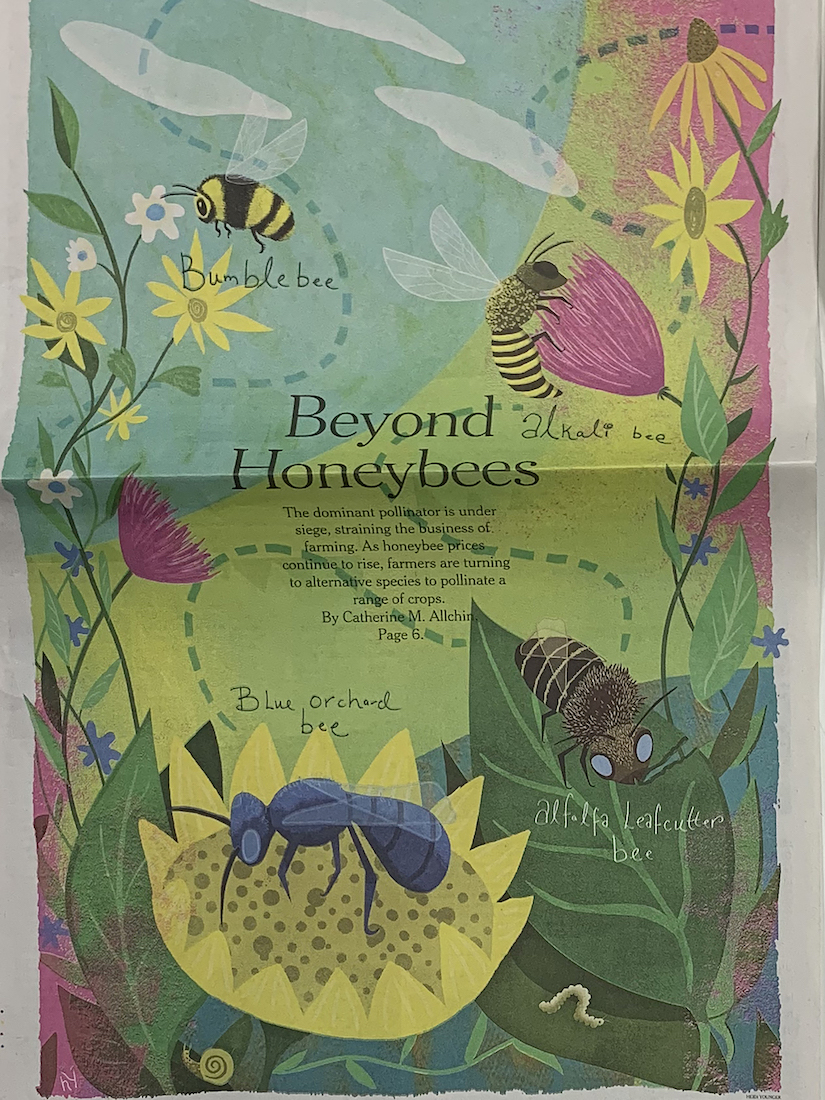 Bumblebee
alkali bee
Beyond
Honeybees
The dominant pollinator is under
siege, straining the business of
farming. As honeybee prices
continue to rise, farmers are turning
to alternative species to pollinate a
range of crops.
By Catherine M. Allchin.
Page 6.
Blue orchard
bee
alfalfa Leafcutter
bee
HEIDI YOUNGER